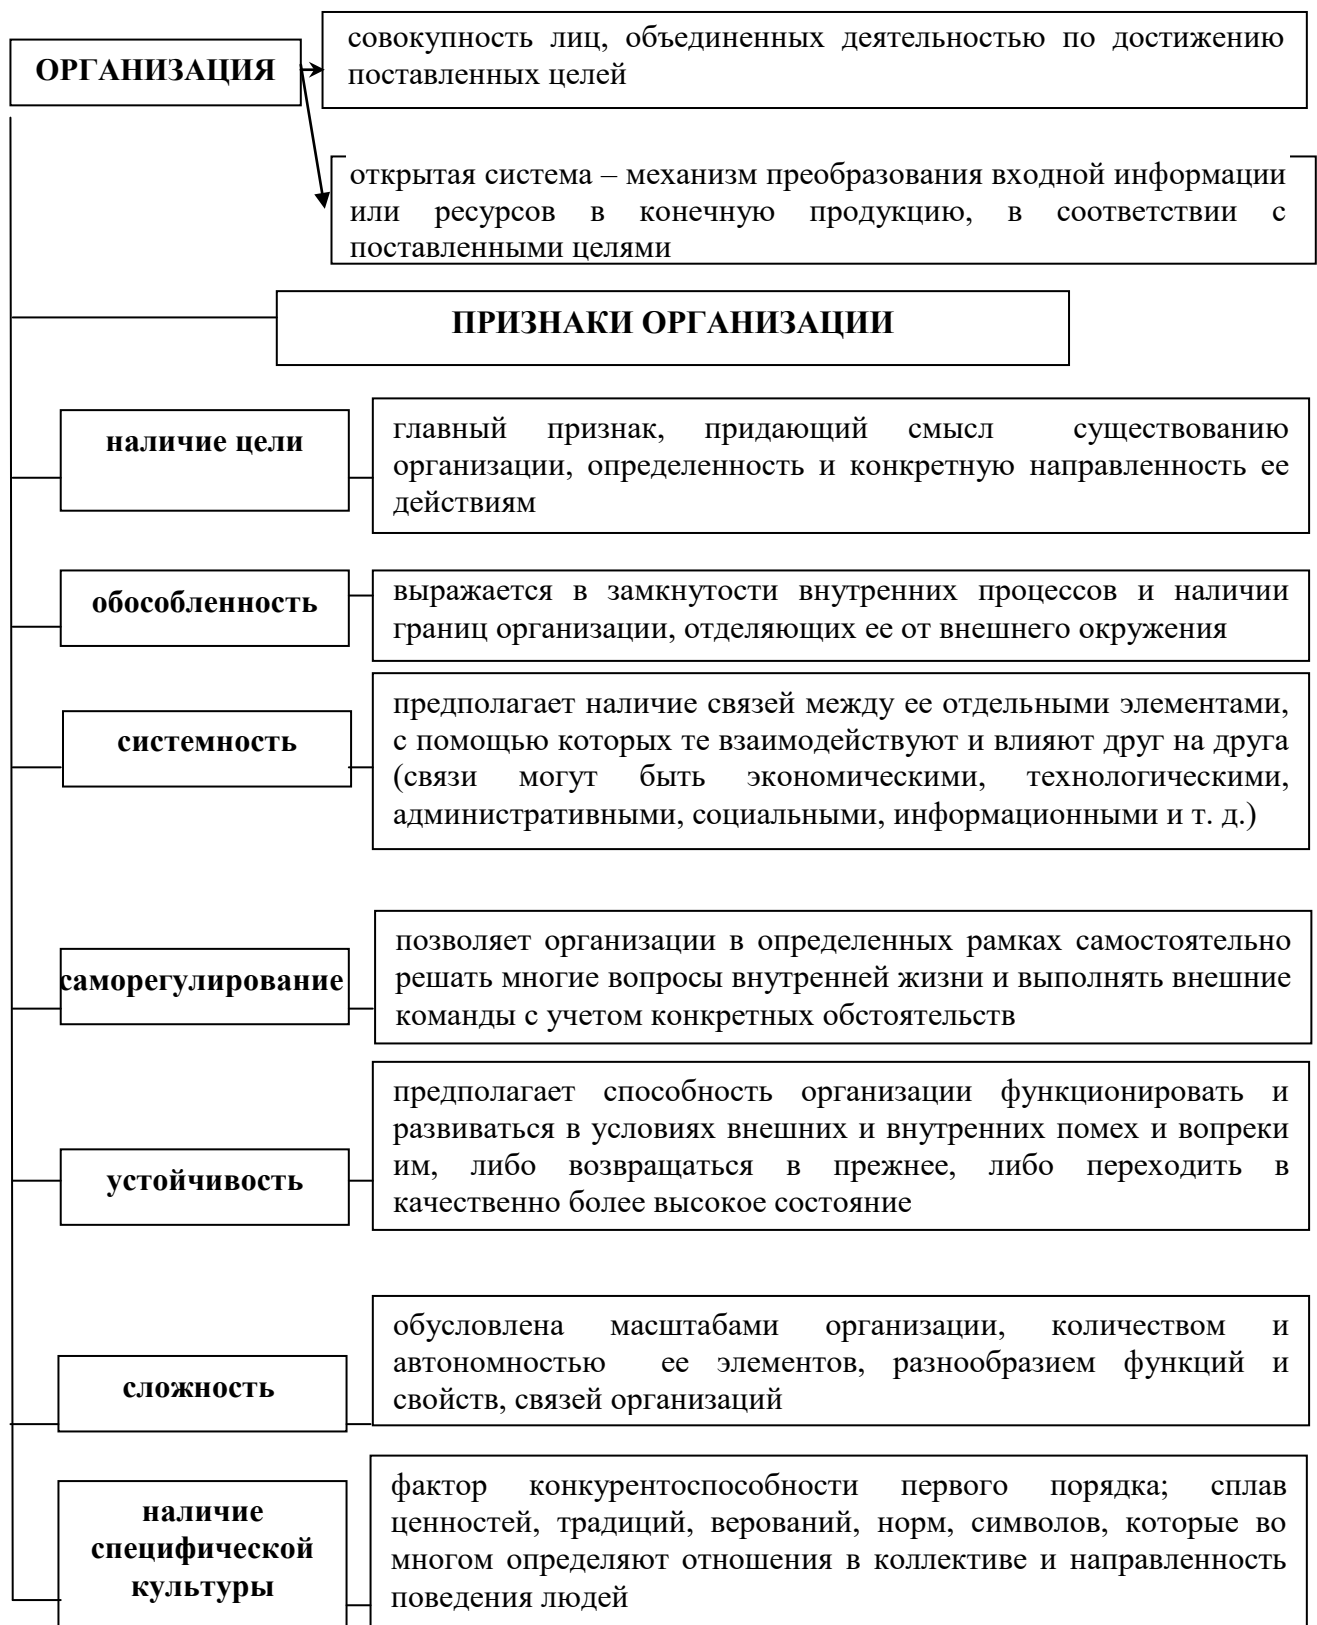 ОРГАНИЗАЦИЯ
совокупность лиц, объединенных деятельностью по достижению
поставленных целей
открытая система – механизм преобразования входной информации
или ресурсов в конечную продукцию, в соответствии с
поставленными целями
ПРИЗНАКИ ОРГАНИЗАЦИИ
наличие цели
главный признак, придающий смысл существованию
организации, определенность и конкретную направленность ее
действиям
обособленность
выражается в замкнутости внутренних процессов и наличии
границ организации, отделяющих ее от внешнего окружения
системность
предполагает наличие связей между ее отдельными элементами,
с помощью которых те взаимодействуют и влияют друг на друга
(связи могут быть экономическими, технологическими,
административными, социальными, информационными и т. д.)
саморегулирование
позволяет организации в определенных рамках самостоятельно
решать многие вопросы внутренней жизни и выполнять внешние
команды с учетом конкретных обстоятельств
устойчивость
предполагает способность организации функционировать и
развиваться в условиях внешних и внутренних помех и вопреки
им, либо возвращаться в прежнее, либо переходить в
качественно более высокое состояние
сложность
обусловлена масштабами организации, количеством и
автономностью ее элементов, разнообразием функций и
свойств, связей организаций
наличие
специфической
культуры
фактор конкурентоспособности первого порядка; сплав
ценностей, традиций, верований, норм, символов, которые во
многом определяют отношения в коллективе и направленность
поведения людей